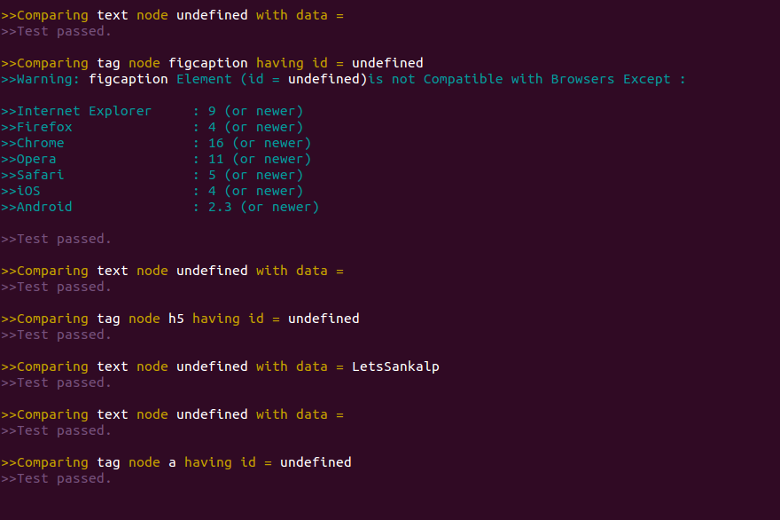 >>Comparing text node undefined with data =
>>Test passed.
>>Comparing tag node figcaption having id = undefined
>>Warning: figcaption Element (id = undefined)is not Compatible with Browsers Except :
>>Internet Explorer : 9 (or newer)
>>Firefox : 4 (or newer)
>>Chrome : 16 (or newer)
>>Opera : 11 (or newer)
>>Safari : 5 (or newer)
>>iOS : 4 (or newer)
>>Android : 2.3 (or newer)
>>Test passed.
>>Comparing text node undefined with data =
>>Test passed.
>>Comparing tag node h5 having id = undefined
>>Test passed.
>>Comparing text node undefined with data = LetsSankalp
>>Test passed.
>>Comparing text node undefined with data =
>>Test passed.
>>Comparing tag node a having id = undefined
>>Test passed.